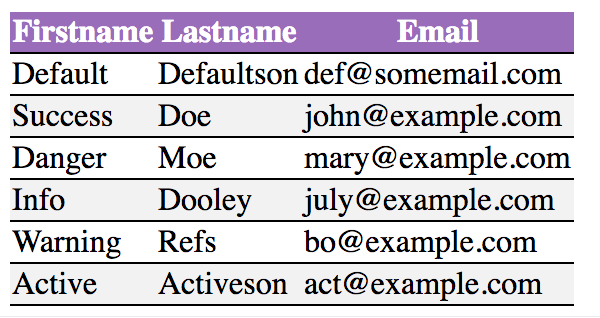 Firstname Lastname Email
Default Defaultson def@somemail.com
Success Doe john@example.com
Danger Moe mary@example.com
Info Dooley july@example.com
Warning Refs bo@example.com
Active Activeson act@example.com